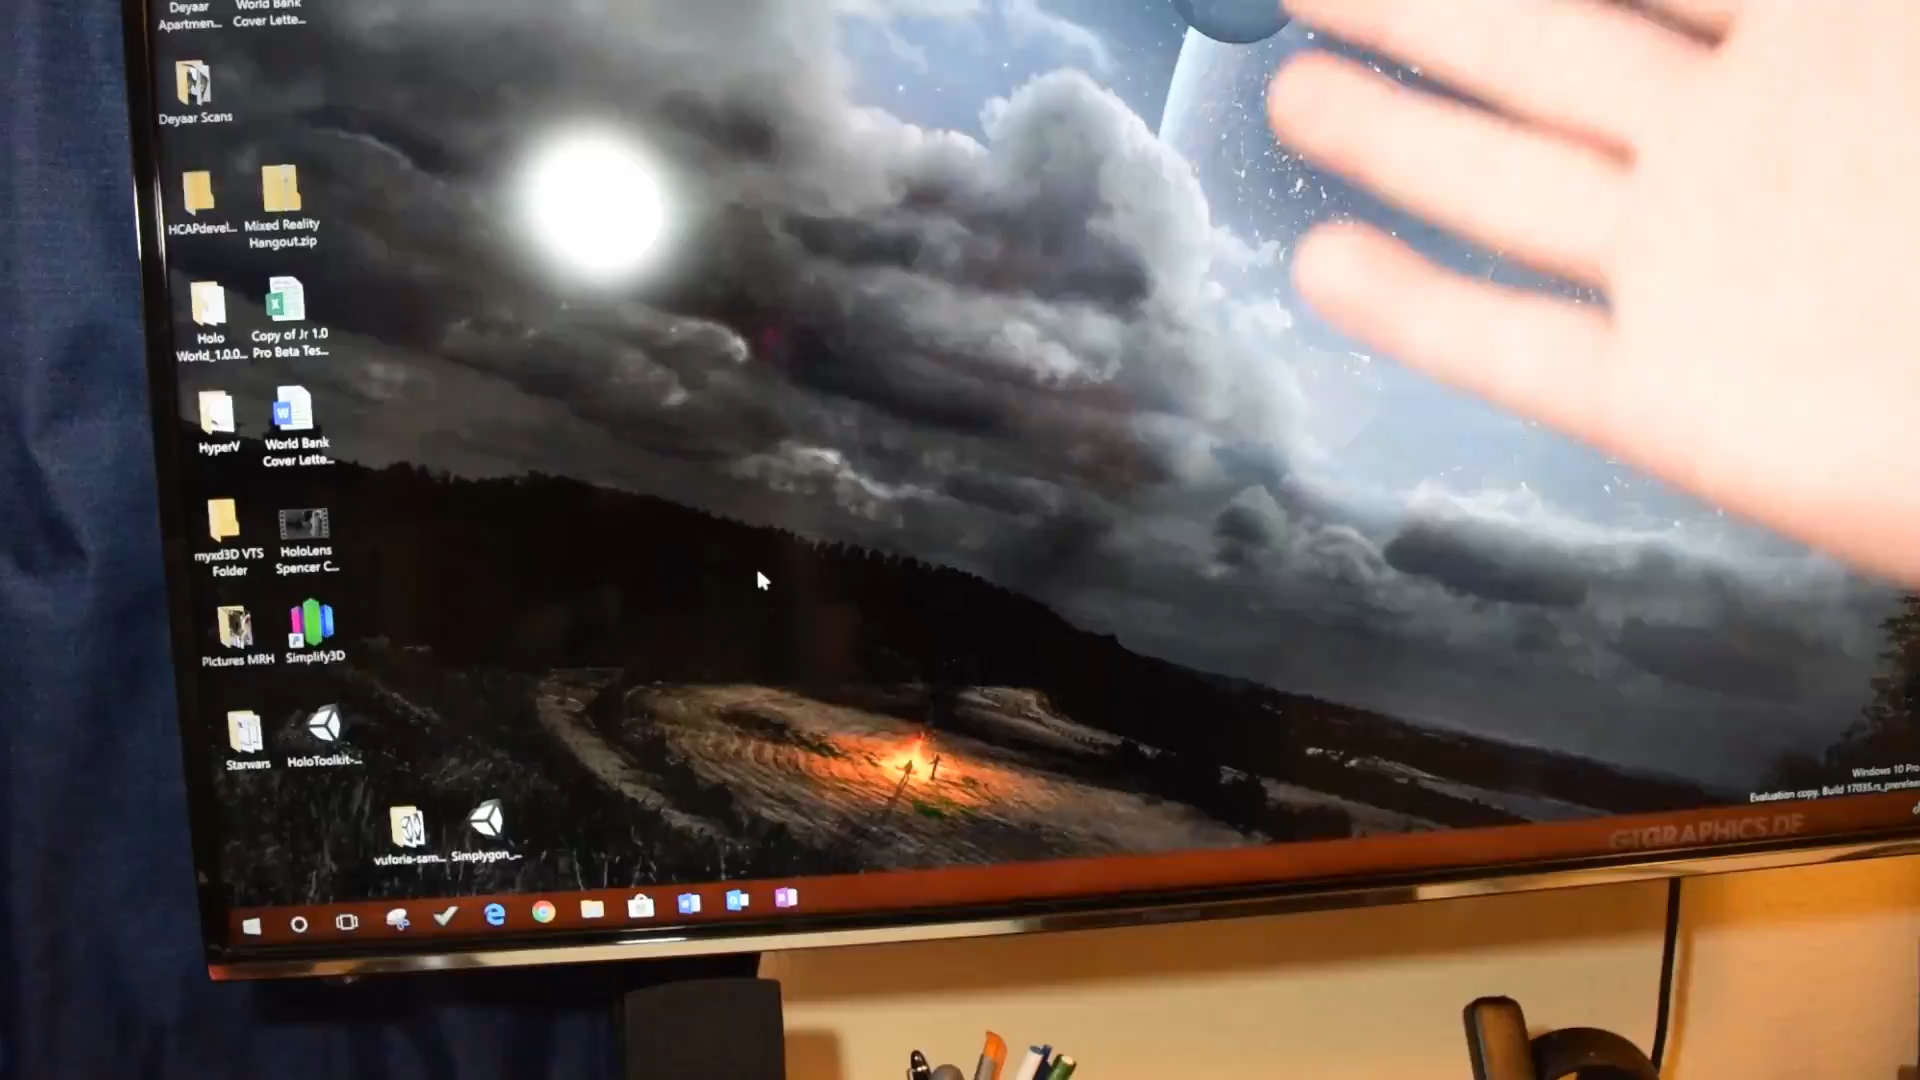 Deyaar
Apartmen...
World Bank
Cover Lette...
Deyaar Scans
HCAPdevel...
Mixed Reality
Hangout.zip
Holo
World_1.0.0...
Copy of Jr 1.0
Pro Beta Tes...
HyperV
World Bank
Cover Lette...
myxd3D VTS
Folder
HoloLens
Spencer C...
Pictures MRH
Simplify3D
Starwars
HoloToolkit-...
vuforia-sam...
Simplygon_...
Windows 10 Pro
Evaluation copy. Build 17035.rs_prerelea
GTGRAPHICS.DE